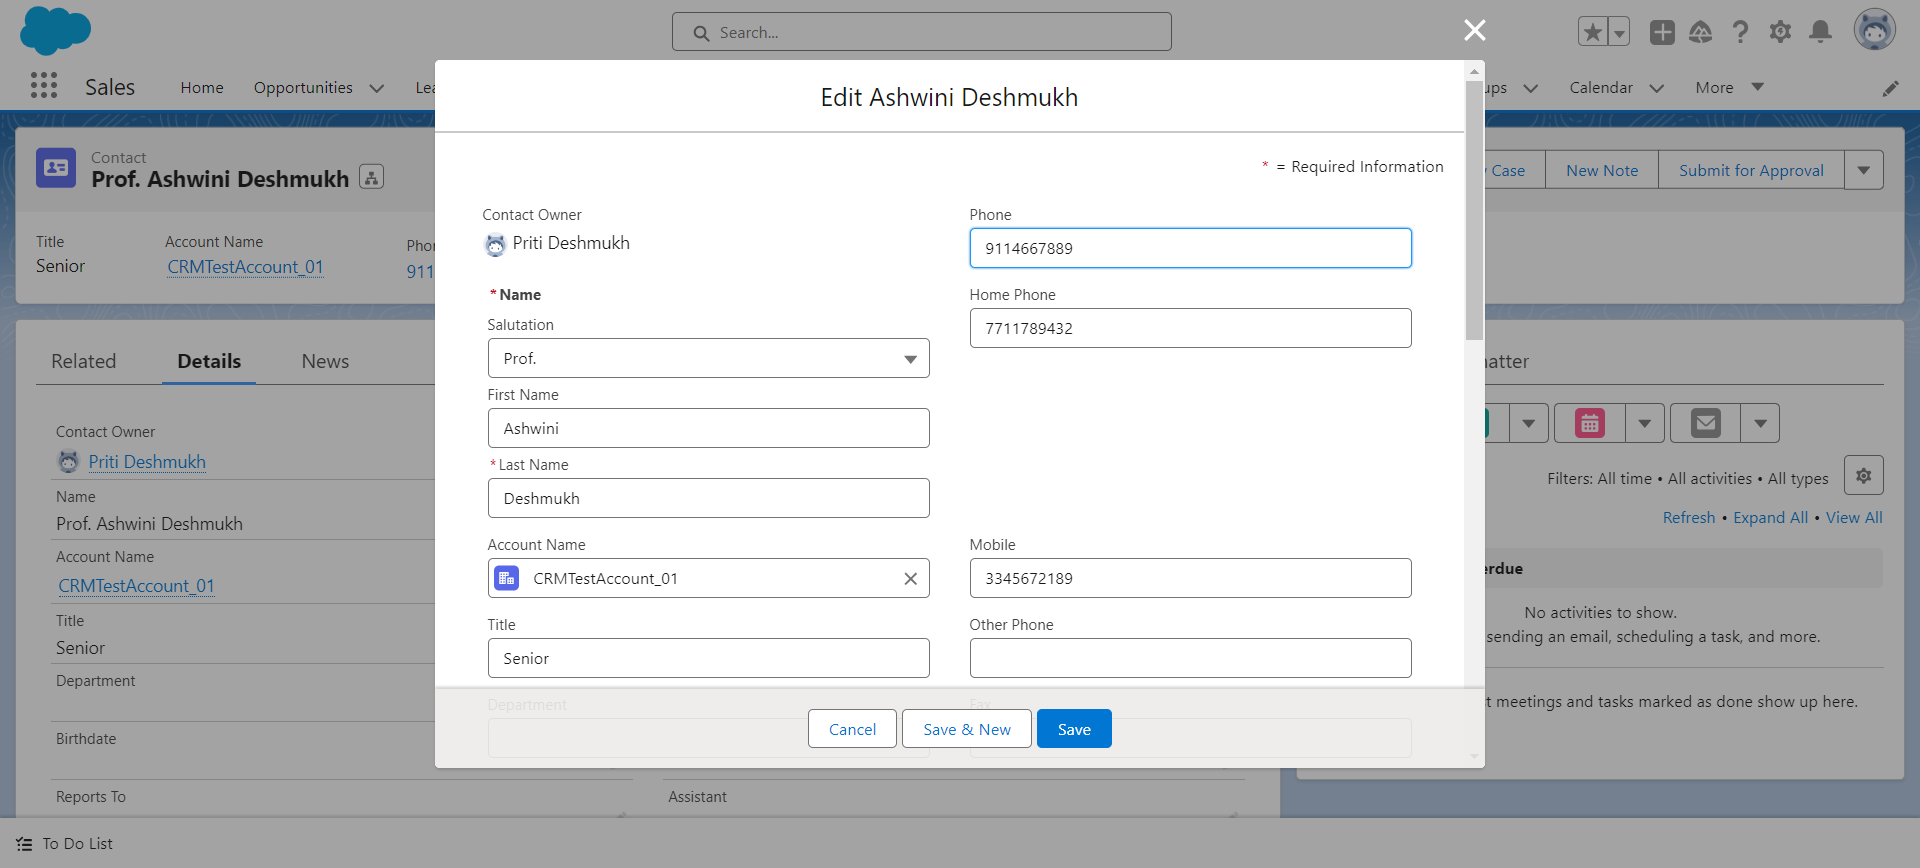 Search...
Sales
Home
Opportunities
Calendar
More
Edit Ashwini Deshmukh
* = Required Information
Contact
Prof. Ashwini Deshmukh
Case
New Note
Submit for Approval
Title
Account Name
Senior
CRMTestAccount_01
911
Related
Details
News
Contact Owner
Priti Deshmukh
Name
Prof. Ashwini Deshmukh
Account Name
CRMTestAccount_01
Title
Senior
Department
Birthdate
Reports To
Assistant
Contact Owner
Priti Deshmukh
Phone
9114667889
* Name
Home Phone
7711789432
Salutation
Prof.
First Name
Ashwini
* Last Name
Deshmukh
Account Name
CRMTestAccount_01
Mobile
3345672189
Title
Senior
Other Phone
Department
Fax
Cancel
Save & New
Save
Filters: All time • All activities • All types
Refresh • Expand All • View All
No activities to show.
sending an email, scheduling a task, and more.
meetings and tasks marked as done show up here.
To Do List